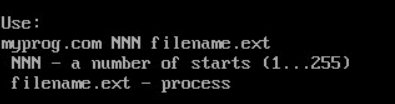 Use:
myprog.com NNN filename.ext
NNN - a number of starts (1...255)
filename.ext - process